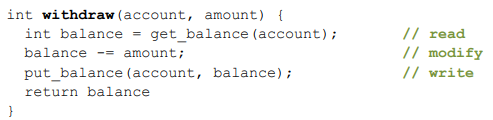 int withdraw(account, amount) {
  int balance = get_balance(account);        // read
  balance -= amount;                         // modify
  put_balance(account, balance);             // write
  return balance
}